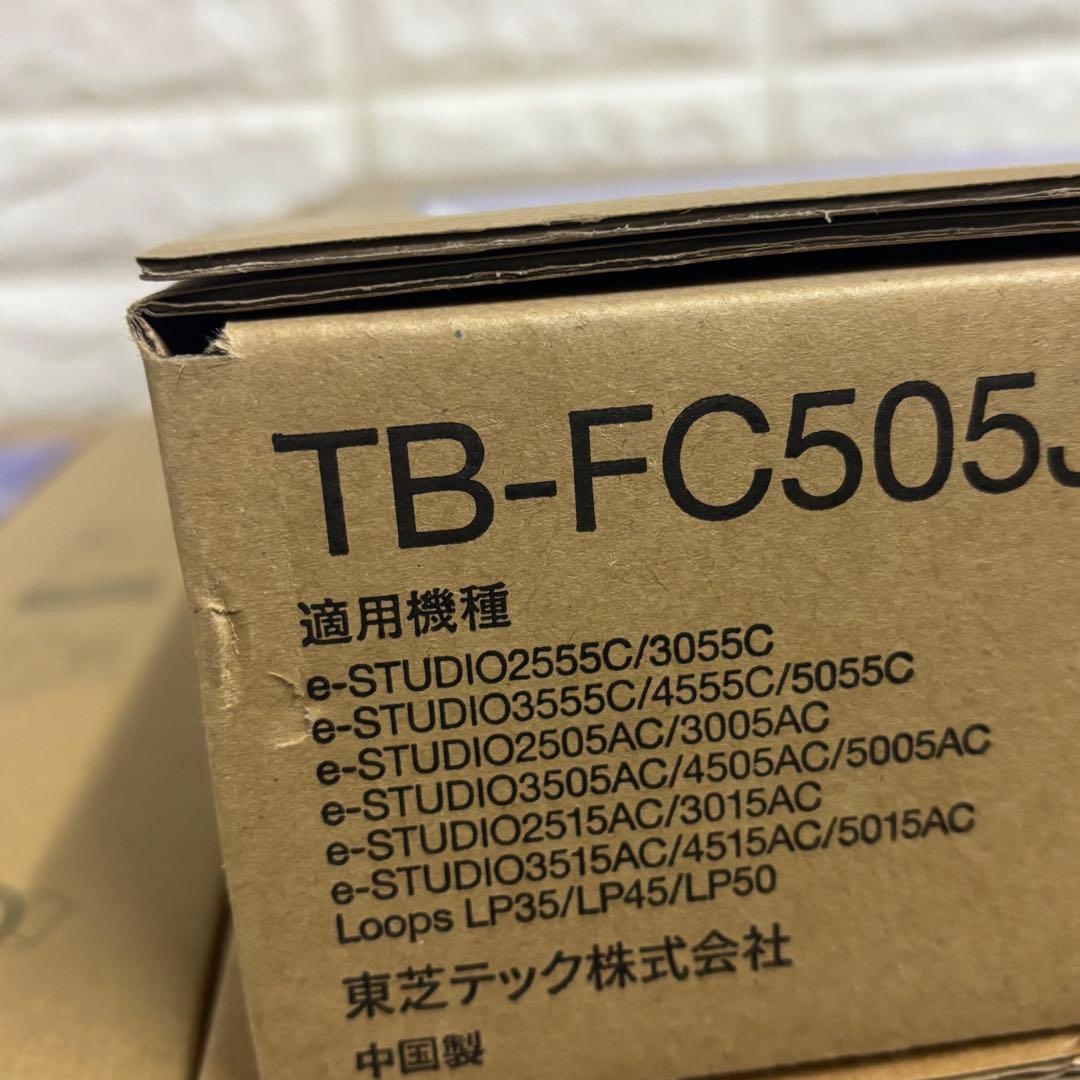 TB-FC505J
適用機種
e-STUDIO2555C/3055C
e-STUDIO3555C/4555C/5055C
e-STUDIO2505AC/3005AC
e-STUDIO3505AC/4505AC/5005AC
e-STUDIO2515AC/3015AC
e-STUDIO3515AC/4515AC/5015AC
Loops LP35/LP45/LP50
東芝テック株式会社
中国製